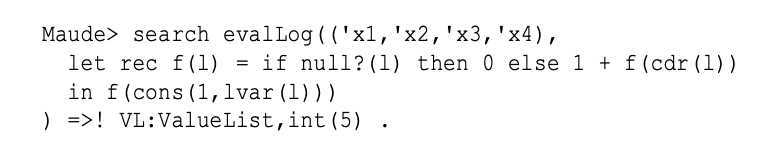 Maude> search evalLog(('x1,'x2,'x3,'x4),
let rec f(l) = if null?(l) then 0 else 1 + f(cdr(l))
in f(cons(1,lvar(l)))
) =>! VL:ValueList,int(5) .